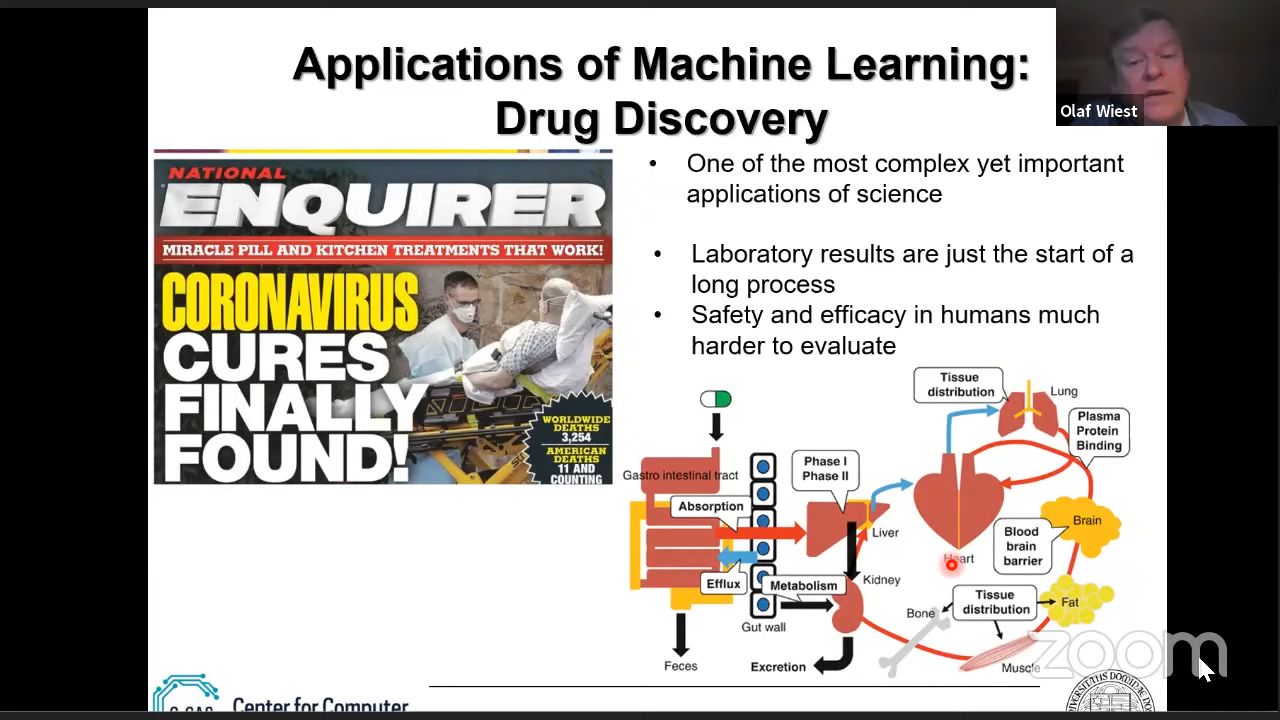 Applications of Machine Learning:
Drug Discovery
Olaf Wiest
NATIONAL
ENQUIRER
MIRACLE PILL AND KITCHEN TREATMENTS THAT WORK!
CORONAVIRUS
CURES
FINALLY
FOUND!
WORLDWIDE
DEATHS
3,254
AMERICAN
DEATHS
11 AND
COUNTING
• One of the most complex yet important
applications of science
• Laboratory results are just the start of a
long process
• Safety and efficacy in humans much
harder to evaluate
Tissue
distribution
Lung
Plasma
Protein
Binding
Gastro intestinal tract
Phase I
Phase II
Absorption
Liver
Brain
Blood
brain
barrier
Heart
Efflux
Metabolism
Kidney
Tissue
distribution
Fat
Bone
Gut wall
Feces
Excretion
Muscle
zoom
Center for Computer